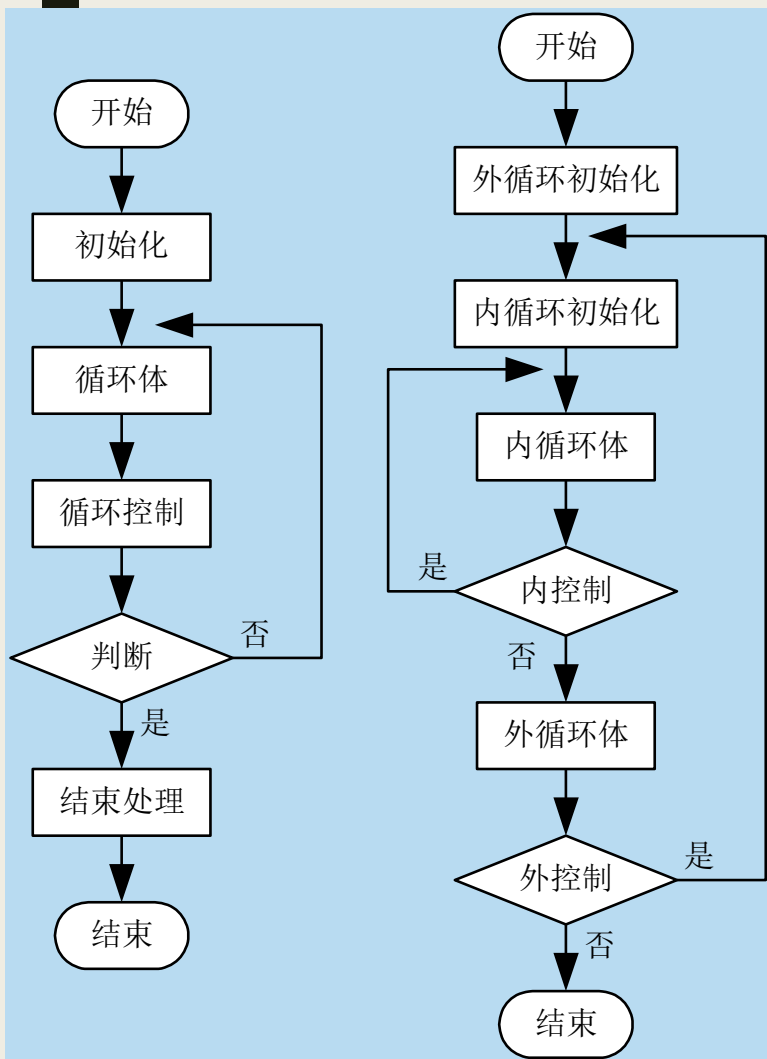 开始
初始化
循环体
循环控制
判断
否
是
结束处理
结束
开始
外循环初始化
内循环初始化
内循环体
是
内控制
否
外循环体
外控制
是
否
结束